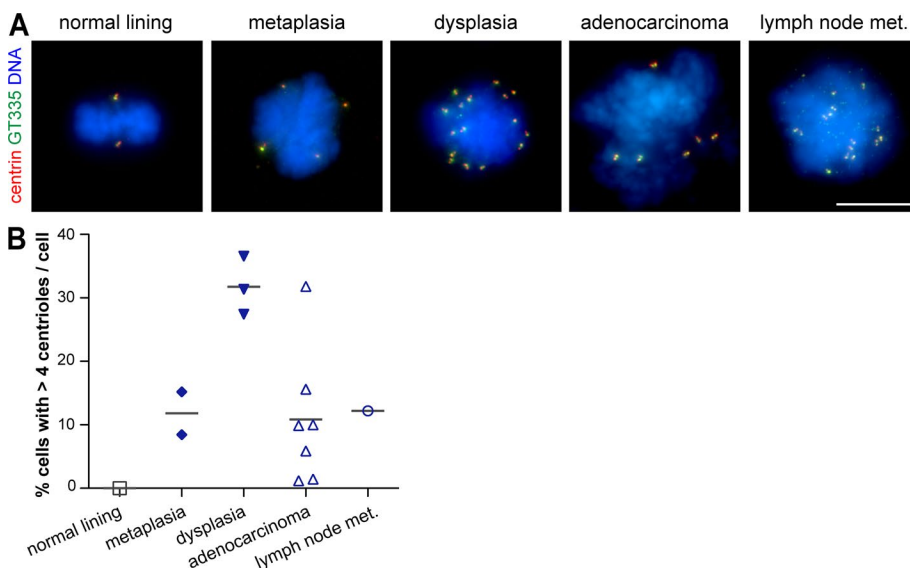 A
normal lining
metaplasia
dysplasia
adenocarcinoma
lymph node met.
centrin GT335 DNA
B
% cells with > 4 centrioles / cell
40
30
20
10
0
normal lining
metaplasia
dysplasia
adenocarcinoma
lymph node met.